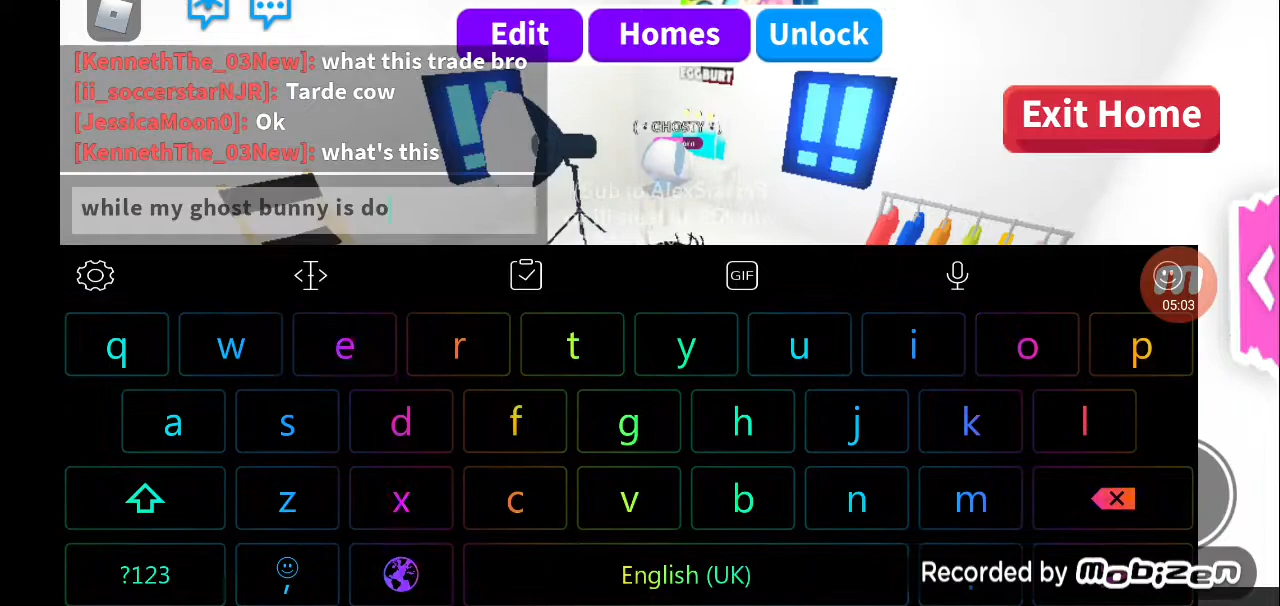 Edit
Homes
Unlock
[KennethThe_03New]: what this trade bro
[ii_soccerstarNJR]: Tarde cow
[JessicaMoon0]: Ok
[KennethThe_03New]: what's this
while my ghost bunny is do
EGGBURT
GHOSTY
Exit Home
GIF
05:03
q w e r t y u i o p
a s d f g h j k l
z x c v b n m
?123
,
English (UK)
.
Recorded by mobizen